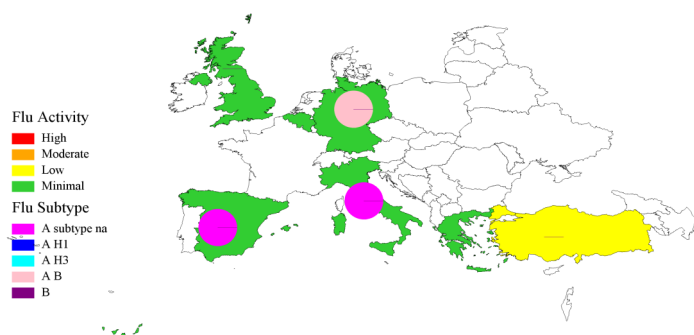 Flu Activity
High
Moderate
Low
Minimal
Flu Subtype
A subtype na
A H1
A H3
A B
B